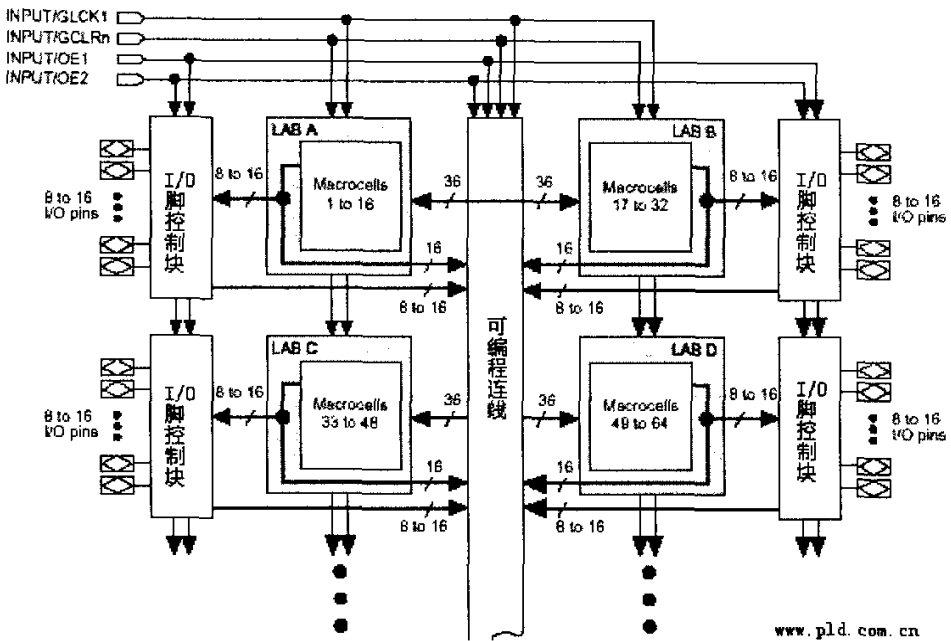 INPUT/GLCK1
INPUT/GCLRn
INPUT/OE1
INPUT/OE2
LAB A
LAB B
8 to 16
Macrocells
1 to 16
36
36
Macrocells
17 to 32
8 to 16
I/O
脚控制块
8 to 16
I/O pins
I/O
脚控制块
8 to 16
I/O pins
16
16
8 to 16
8 to 16
可编程连线
LAB C
LAB D
8 to 16
Macrocells
33 to 48
36
36
Macrocells
49 to 64
8 to 16
I/O
脚控制块
8 to 16
I/O pins
I/O
脚控制块
8 to 16
I/O pins
16
16
8 to 16
8 to 16
www.pld.com.cn